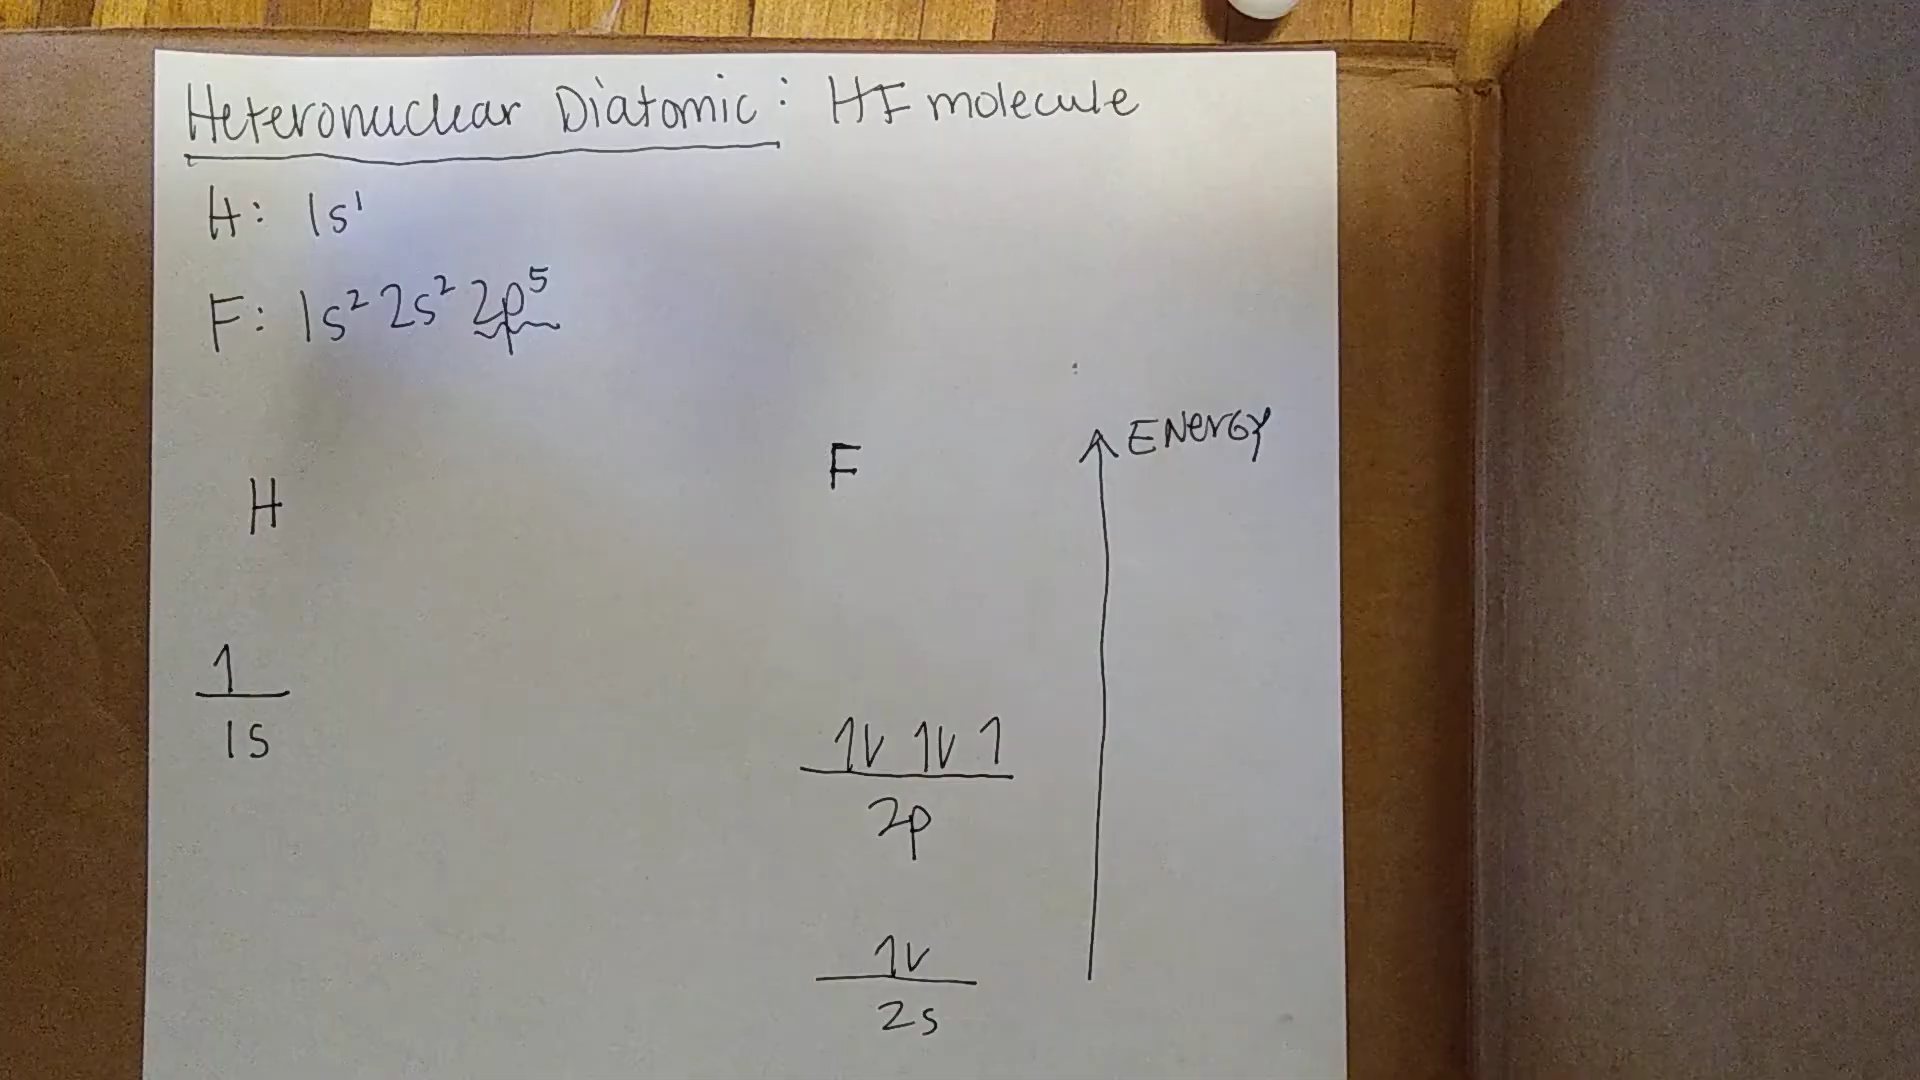 Heteronuclear Diatomic: HF molecule
H: 1s¹
F: 1s² 2s² 2p⁵
ENERGY
F
H
1
1s
1v 1v 1
2p
1v
2s